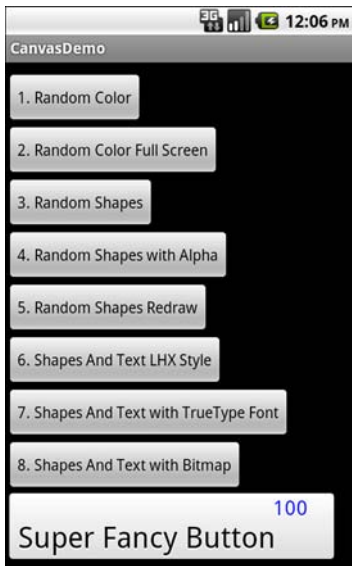 3G 12:06 PM
CanvasDemo
1. Random Color
2. Random Color Full Screen
3. Random Shapes
4. Random Shapes with Alpha
5. Random Shapes Redraw
6. Shapes And Text LHX Style
7. Shapes And Text with TrueType Font
8. Shapes And Text with Bitmap
100
Super Fancy Button